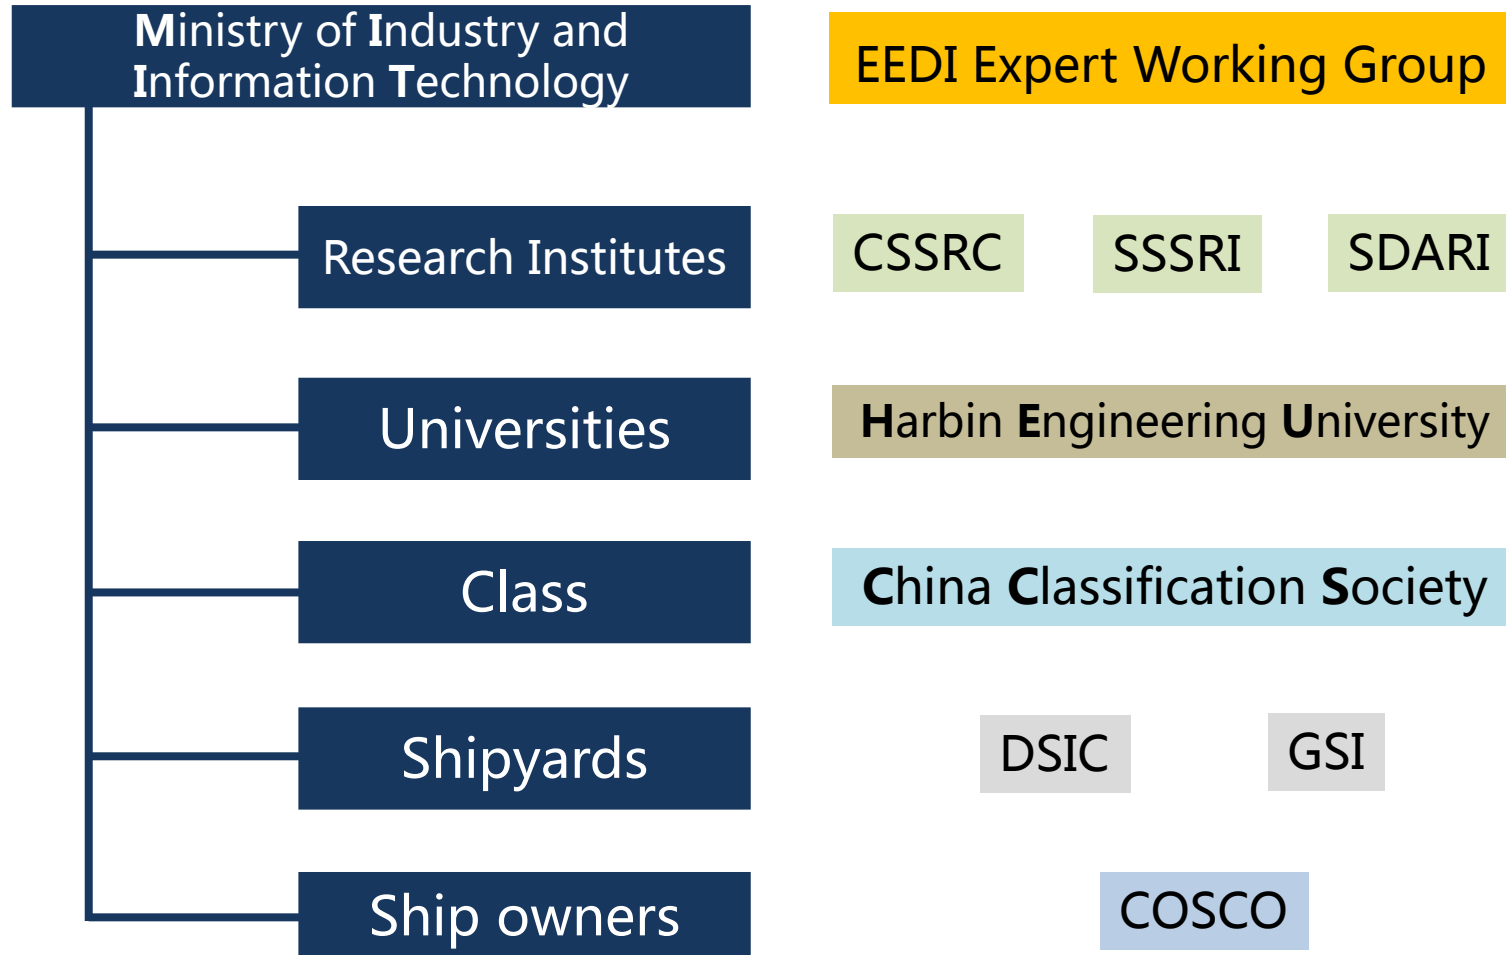 Ministry of Industry and
Information Technology
EEDI Expert Working Group
Research Institutes
CSSRC
SSSRI
SDARI
Universities
Harbin Engineering University
Class
China Classification Society
Shipyards
DSIC
GSI
Ship owners
COSCO